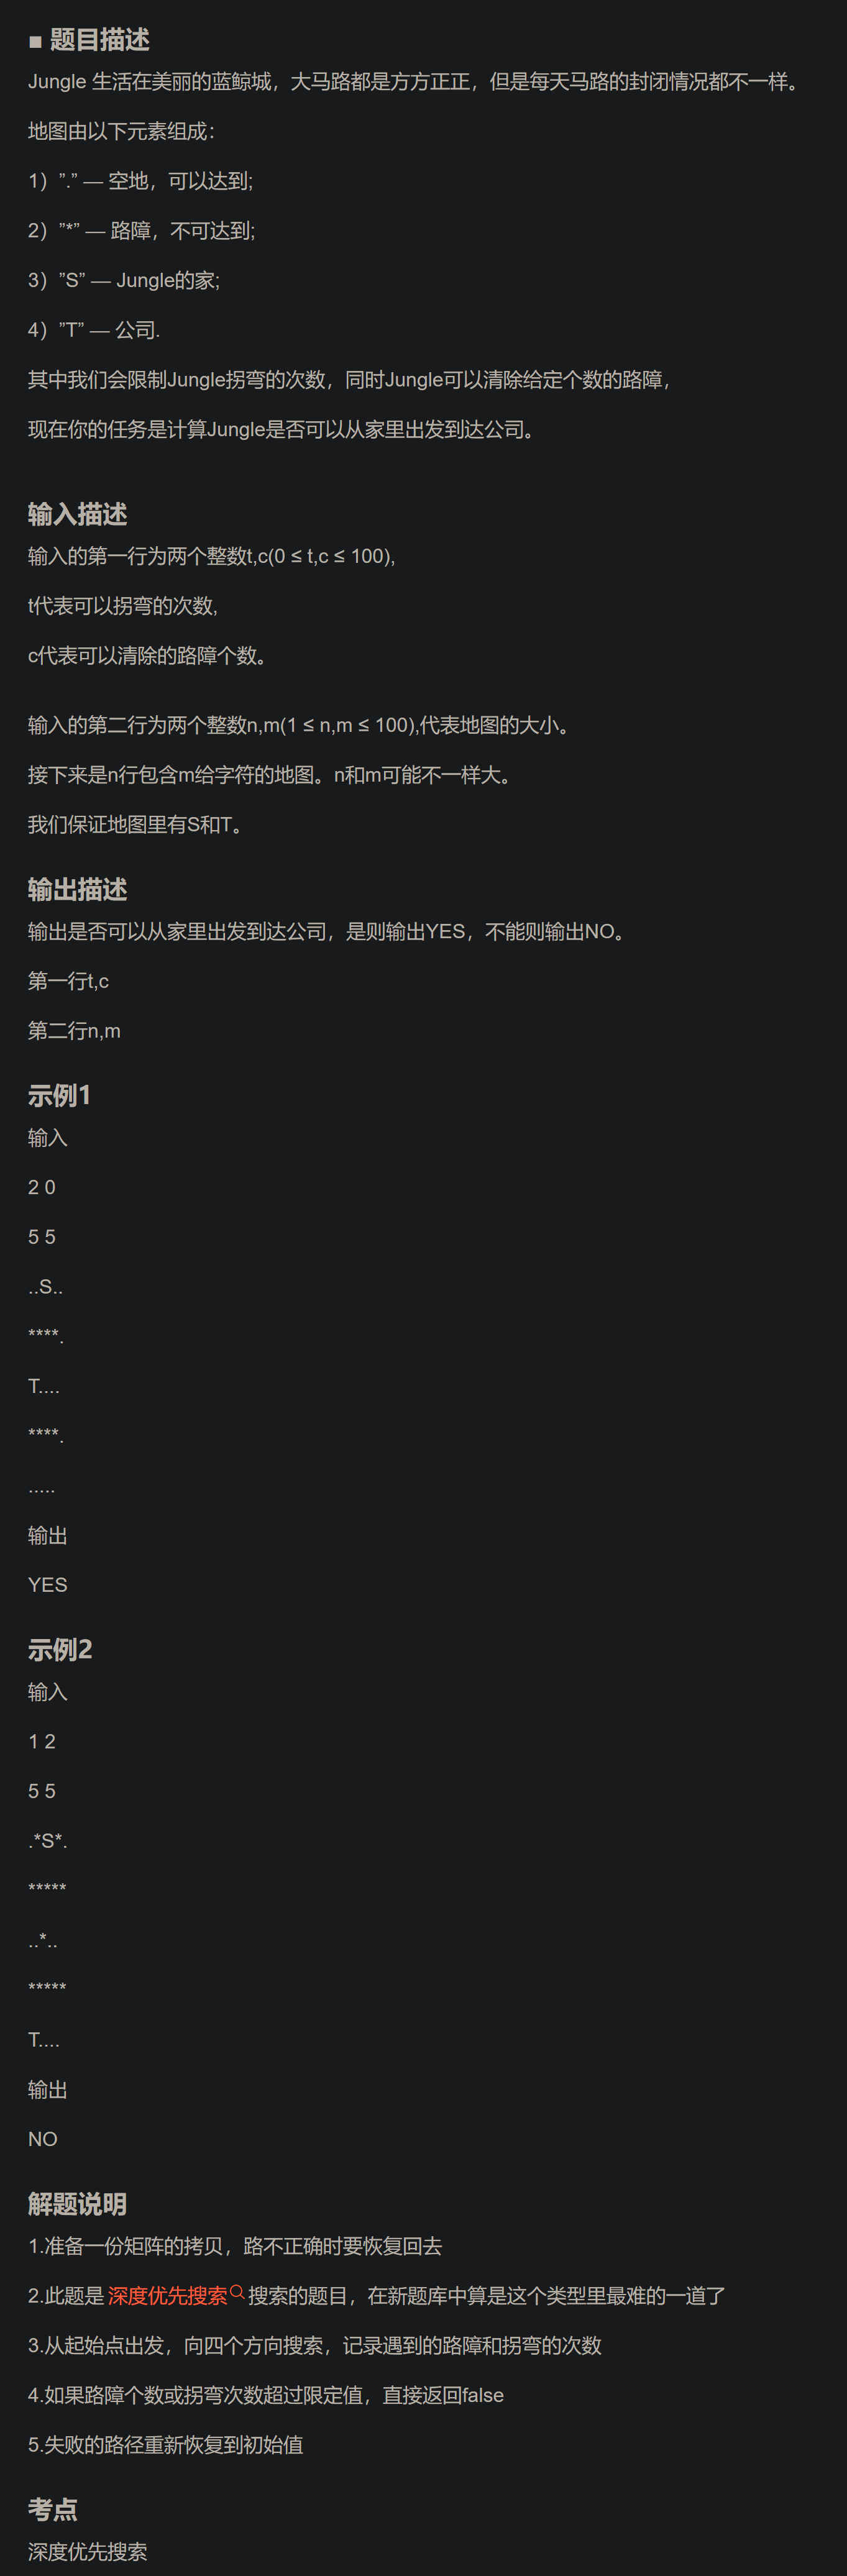 ■ 题目描述
Jungle 生活在美丽的蓝鲸城，大马路都是方方正正，但是每天马路的封闭情况都不一样。
地图由以下元素组成：
1）”.” — 空地，可以达到;
2）”*” — 路障，不可达到;
3）”S” — Jungle的家;
4）”T” — 公司.
其中我们会限制Jungle拐弯的次数，同时Jungle可以清除给定个数的路障，
现在你的任务是计算Jungle是否可以从家里出发到达公司。
输入描述
输入的第一行为两个整数t,c(0 ≤ t,c ≤ 100),
t代表可以拐弯的次数,
c代表可以清除的路障个数。
输入的第二行为两个整数n,m(1 ≤ n,m ≤ 100),代表地图的大小。
接下来是n行包含m给字符的地图。n和m可能不一样大。
我们保证地图里有S和T。
输出描述
输出是否可以从家里出发到达公司，是则输出YES，不能则输出NO。
第一行t,c
第二行n,m
示例1
输入
2 0
5 5
..S..
****.
T....
****.
.....
输出
YES
示例2
输入
1 2
5 5
.*S*.
*****
..*..
*****
T....
输出
NO
解题说明
1.准备一份矩阵的拷贝，路不正确时要恢复回去
2.此题是 深度优先搜索 搜索的题目，在新题库中算是这个类型里最难的一道了
3.从起始点出发，向四个方向搜索，记录遇到的路障和拐弯的次数
4.如果路障个数或拐弯次数超过限定值，直接返回false
5.失败的路径重新恢复到初始值
考点
深度优先搜索